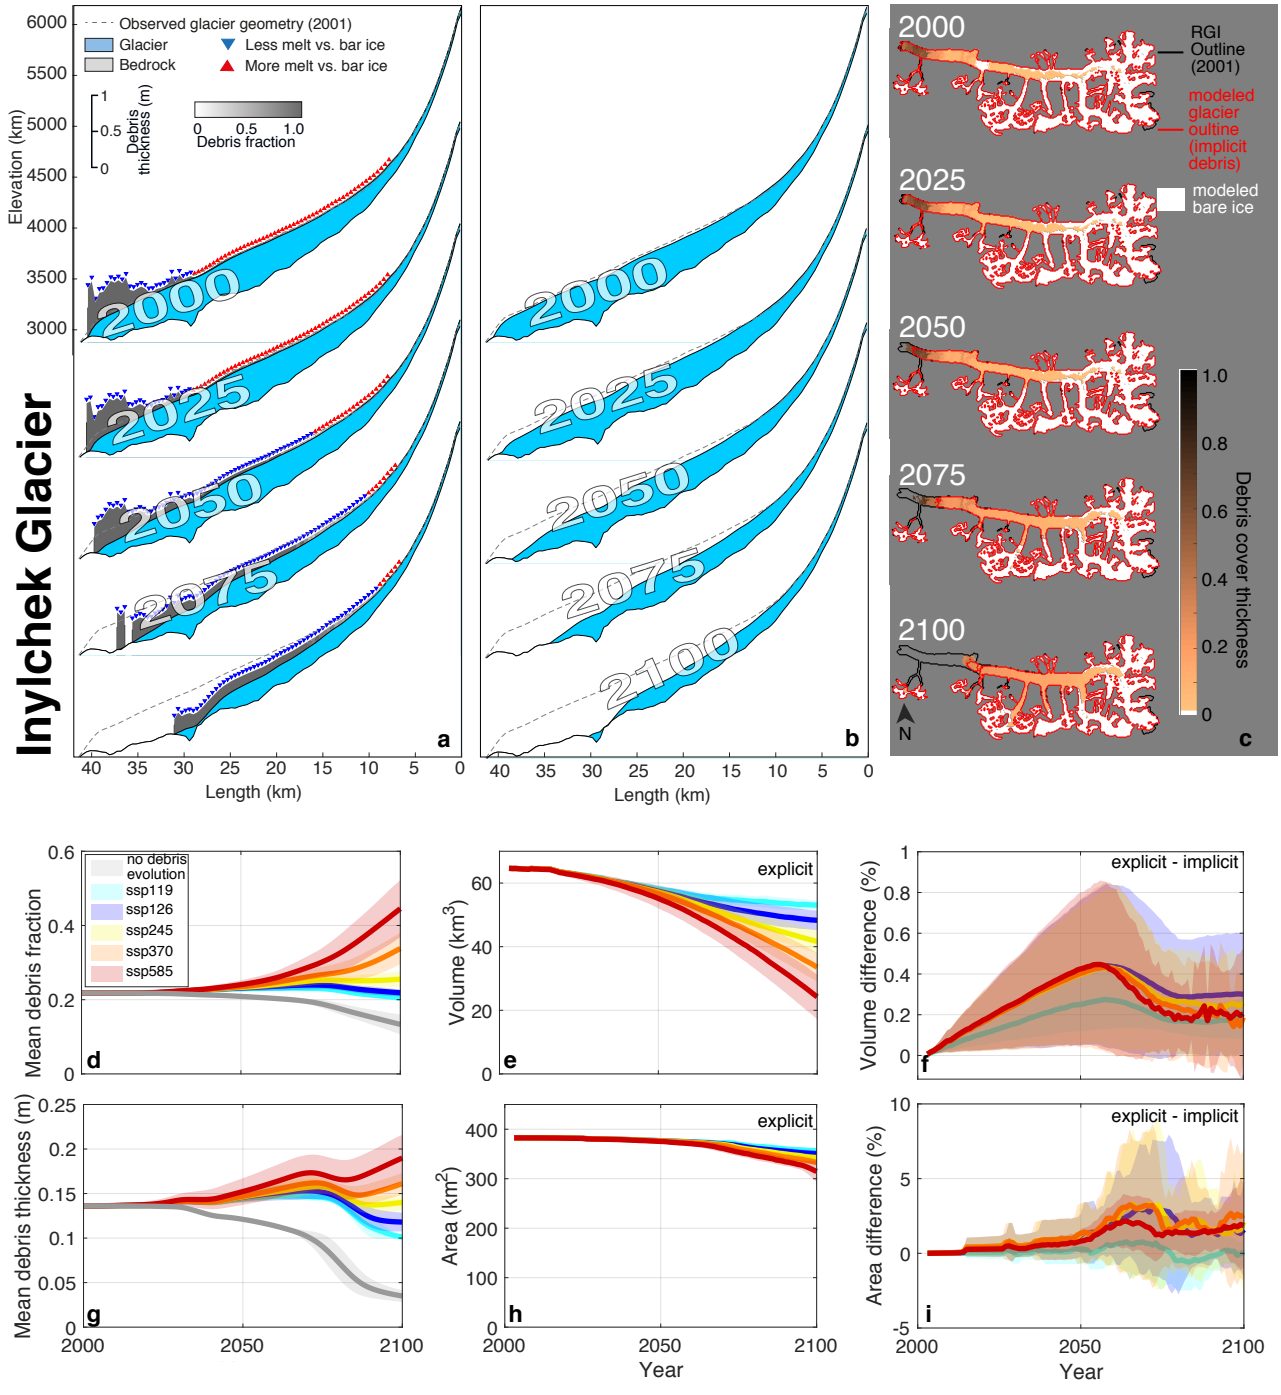 Inylchek Glacier
Elevation (km)
6000
5500
5000
4500
4000
3500
3000
Observed glacier geometry (2001)
Glacier
Bedrock
Less melt vs. bar ice
More melt vs. bar ice
1
0.5
0
Debris
thickness (m)
0 0.5 1.0
Debris fraction
2000
2025
2050
2075
a
40 35 30 25 20 15 10 5 0
Length (km)
2000
2025
2050
2075
2100
b
40 35 30 25 20 15 10 5 0
Length (km)
2000
RGI
Outline
(2001)
modeled
glacier
oultine
(implicit
debris)
2025
modeled
bare ice
2050
2075
2100
N
1.0
0.8
0.6
0.4
0.2
0
Debris cover thickness
c
Mean debris fraction
0.6
0.4
0.2
0
no debris
evolution
ssp119
ssp126
ssp245
ssp370
ssp585
d
Volume (km3)
60
40
20
0
explicit
e
Volume difference (%)
1
0.8
0.6
0.4
0.2
0
explicit - implicit
f
Mean debris thickness (m)
0.25
0.2
0.15
0.1
0.05
0
g
2000 2050 2100
Area (km2)
400
300
200
100
0
explicit
h
2000 2050 2100
Year
Area difference (%)
10
5
0
-5
explicit - implicit
i
2000 2050 2100
Year